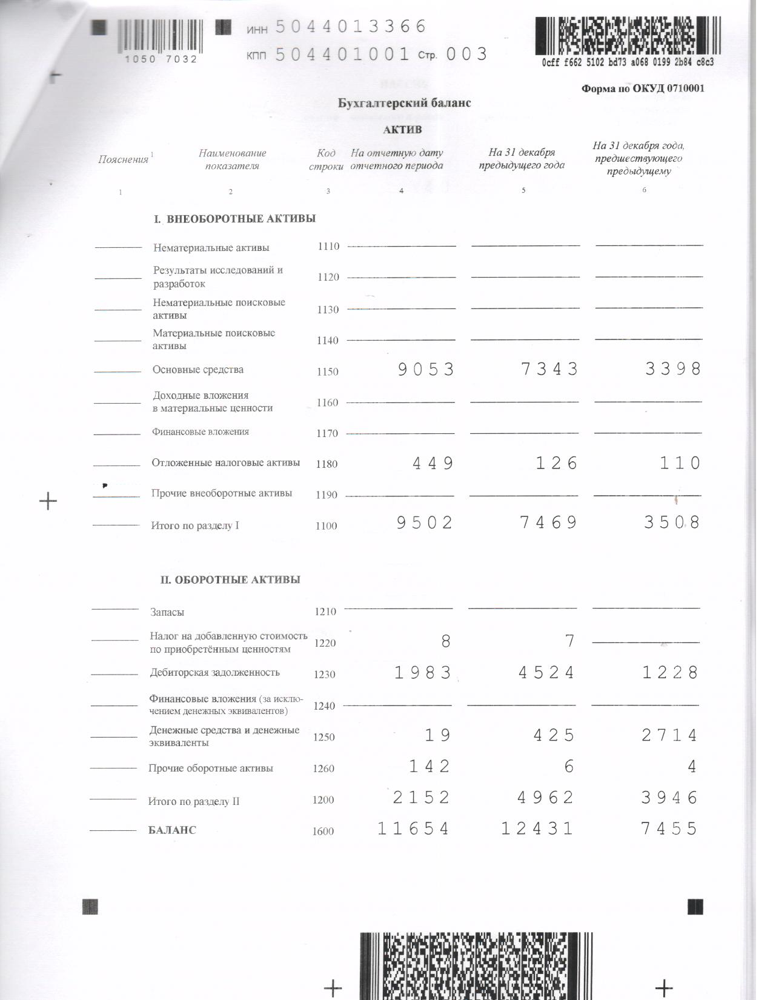 ИНН 5044013366
1050 7032
КПП 504401001 Стр. 003
0cff f662 5102 bd73 a068 0199 2b84 c8c3
Форма по ОКУД 0710001
Бухгалтерский баланс
АКТИВ
Пояснения 1 Наименование показателя Код строки На отчетную дату отчетного периода На 31 декабря предыдущего года На 31 декабря года, предшествующего предыдущему
1 2 3 4 5 6
I. ВНЕОБОРОТНЫЕ АКТИВЫ
Нематериальные активы 1110
Результаты исследований и
разработок 1120
Нематериальные поисковые
активы 1130
Материальные поисковые
активы 1140
Основные средства 1150 9053 7343 3398
Доходные вложения
в материальные ценности 1160
Финансовые вложения 1170
Отложенные налоговые активы 1180 449 126 110
Прочие внеоборотные активы 1190
Итого по разделу I 1100 9502 7469 3508
II. ОБОРОТНЫЕ АКТИВЫ
Запасы 1210
Налог на добавленную стоимость
по приобретённым ценностям 1220 8 7
Дебиторская задолженность 1230 1983 4524 1228
Финансовые вложения (за исклю-
чением денежных эквивалентов) 1240
Денежные средства и денежные
эквиваленты 1250 19 425 2714
Прочие оборотные активы 1260 142 6 4
Итого по разделу II 1200 2152 4962 3946
БАЛАНС 1600 11654 12431 7455